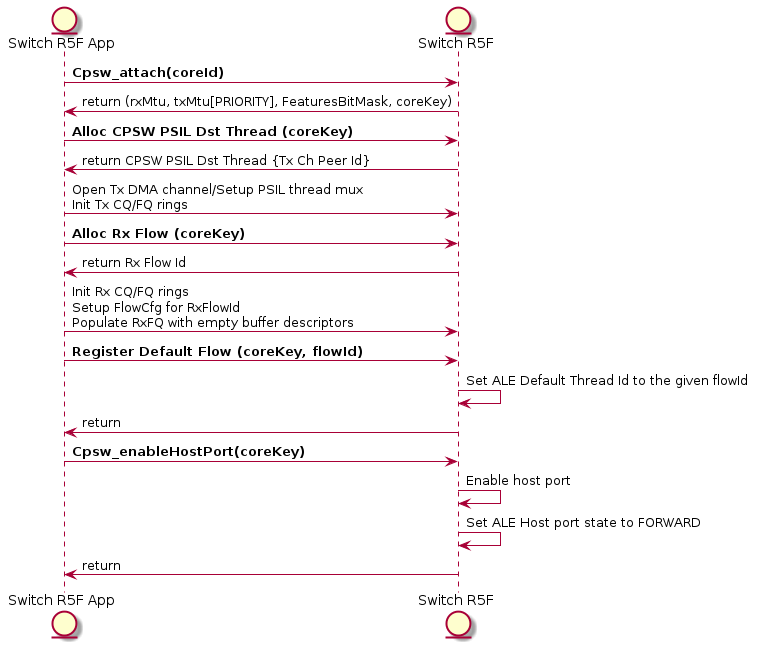 Switch R5F App
Switch R5F
Cpsw_attach(coreId)
return (rxMtu, txMtu[PRIORITY], FeaturesBitMask, coreKey)
Alloc CPSW PSIL Dst Thread (coreKey)
return CPSW PSIL Dst Thread {Tx Ch Peer Id}
Open Tx DMA channel/Setup PSIL thread mux
Init Tx CQ/FQ rings
Alloc Rx Flow (coreKey)
return Rx Flow Id
Init Rx CQ/FQ rings
Setup FlowCfg for RxFlowId
Populate RxFQ with empty buffer descriptors
Register Default Flow (coreKey, flowId)
Set ALE Default Thread Id to the given flowId
return
Cpsw_enableHostPort(coreKey)
Enable host port
Set ALE Host port state to FORWARD
return
Switch R5F App
Switch R5F